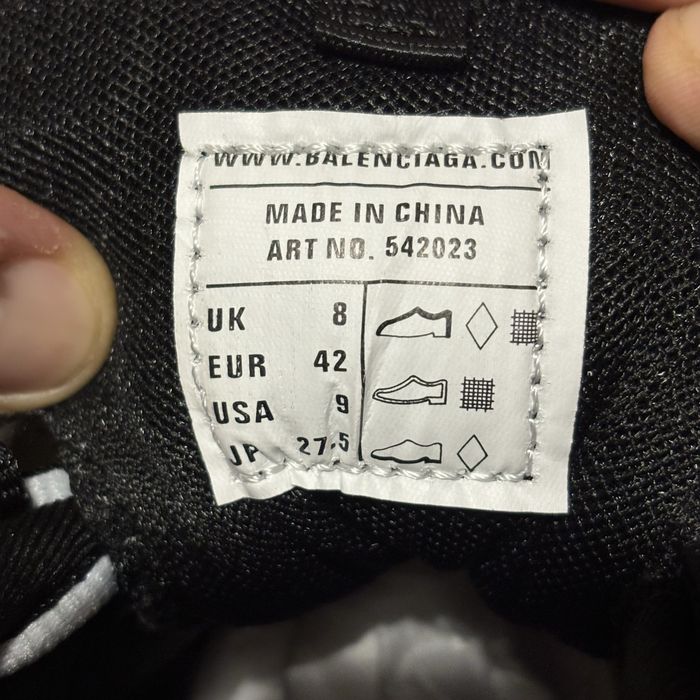 WWW.BALENCIAGA.COM
MADE IN CHINA
ART NO. 542023
UK 8
EUR 42
USA 9
JP 27.5